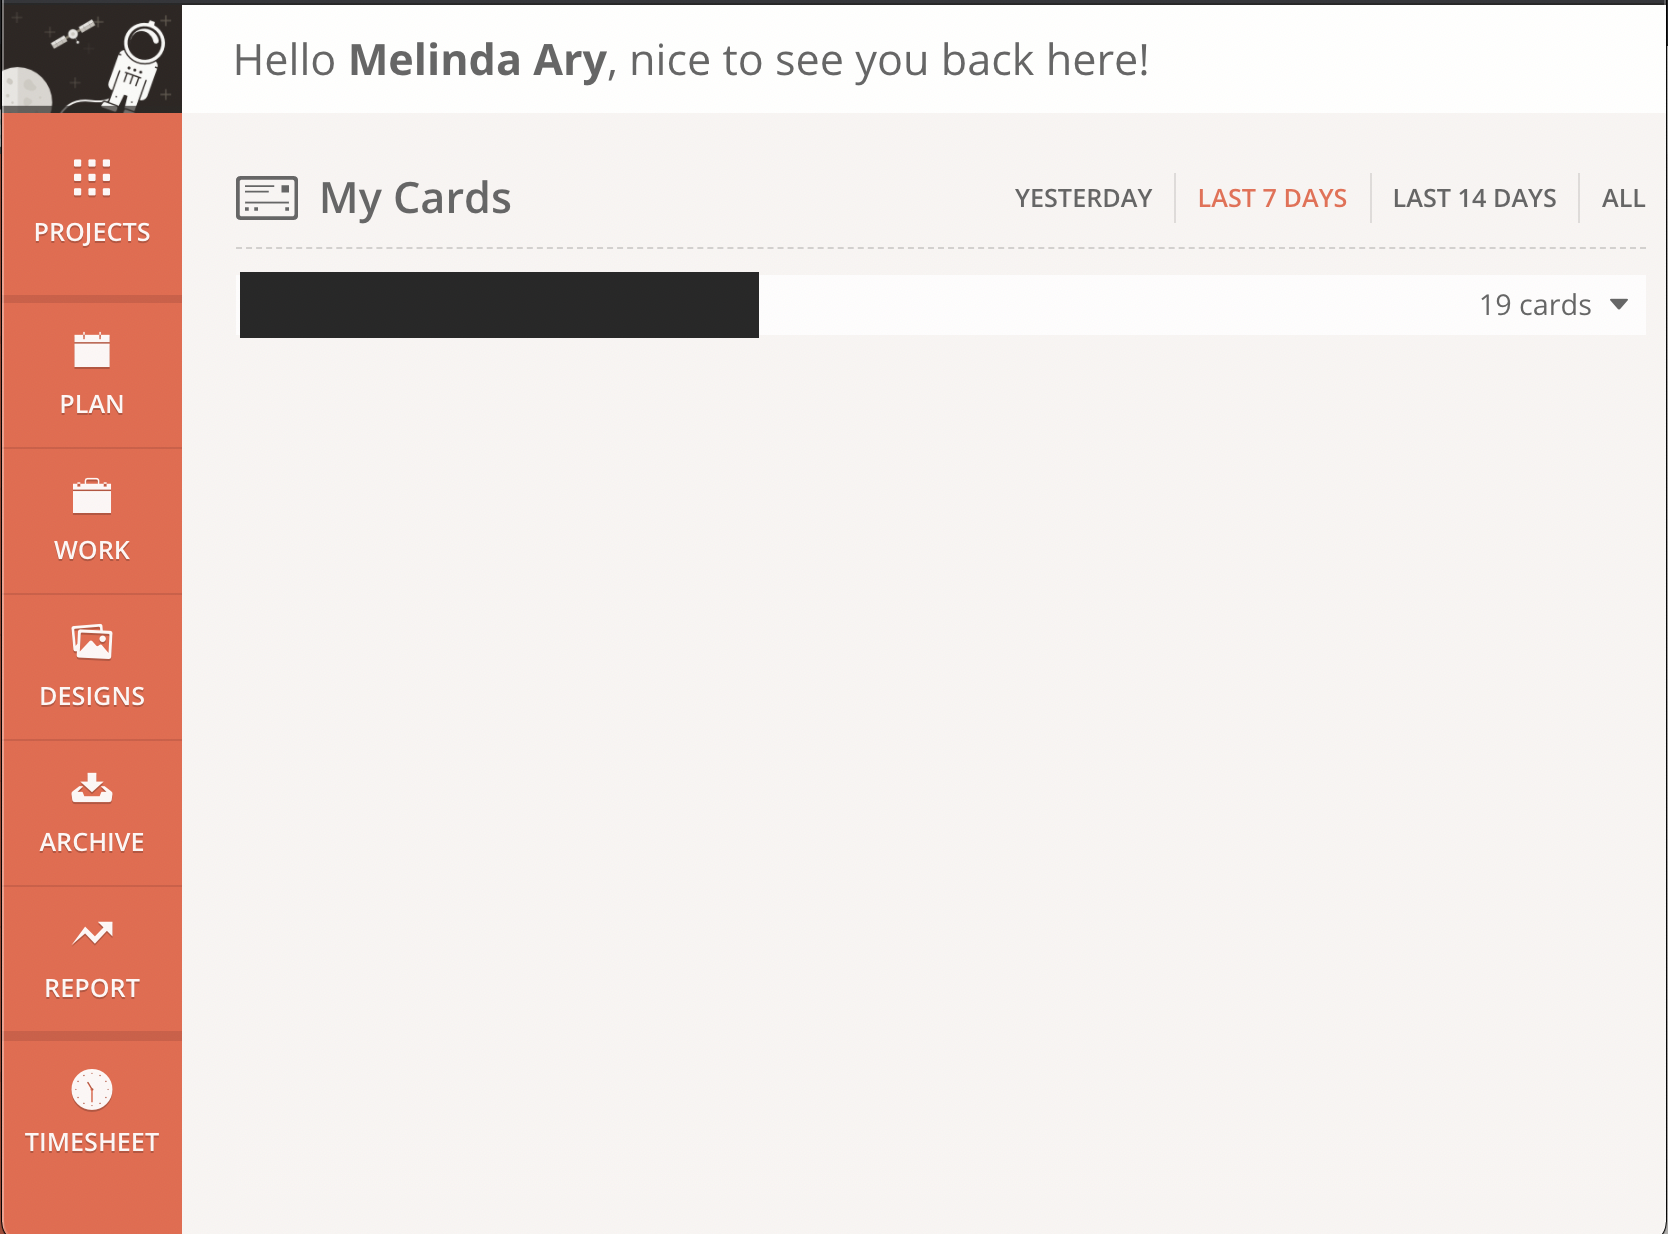 Hello Melinda Ary, nice to see you back here!
PROJECTS
PLAN
WORK
DESIGNS
ARCHIVE
REPORT
TIMESHEET
My Cards
YESTERDAY
LAST 7 DAYS
LAST 14 DAYS
ALL
19 cards